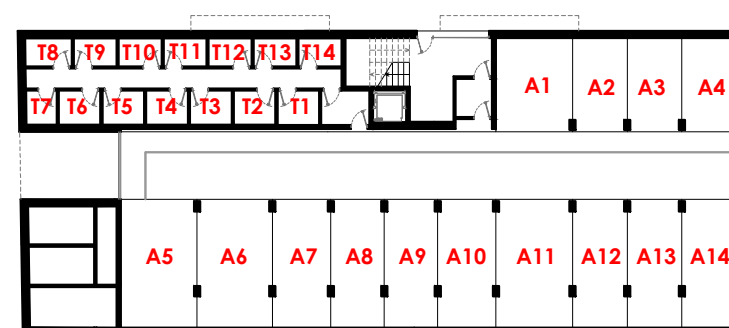 T8 T9 T10 T11 T12 T13 T14
A1 A2 A3 A4
T7 T6 T5 T4 T3 T2 T1
A5 A6 A7 A8 A9 A10 A11 A12 A13 A14